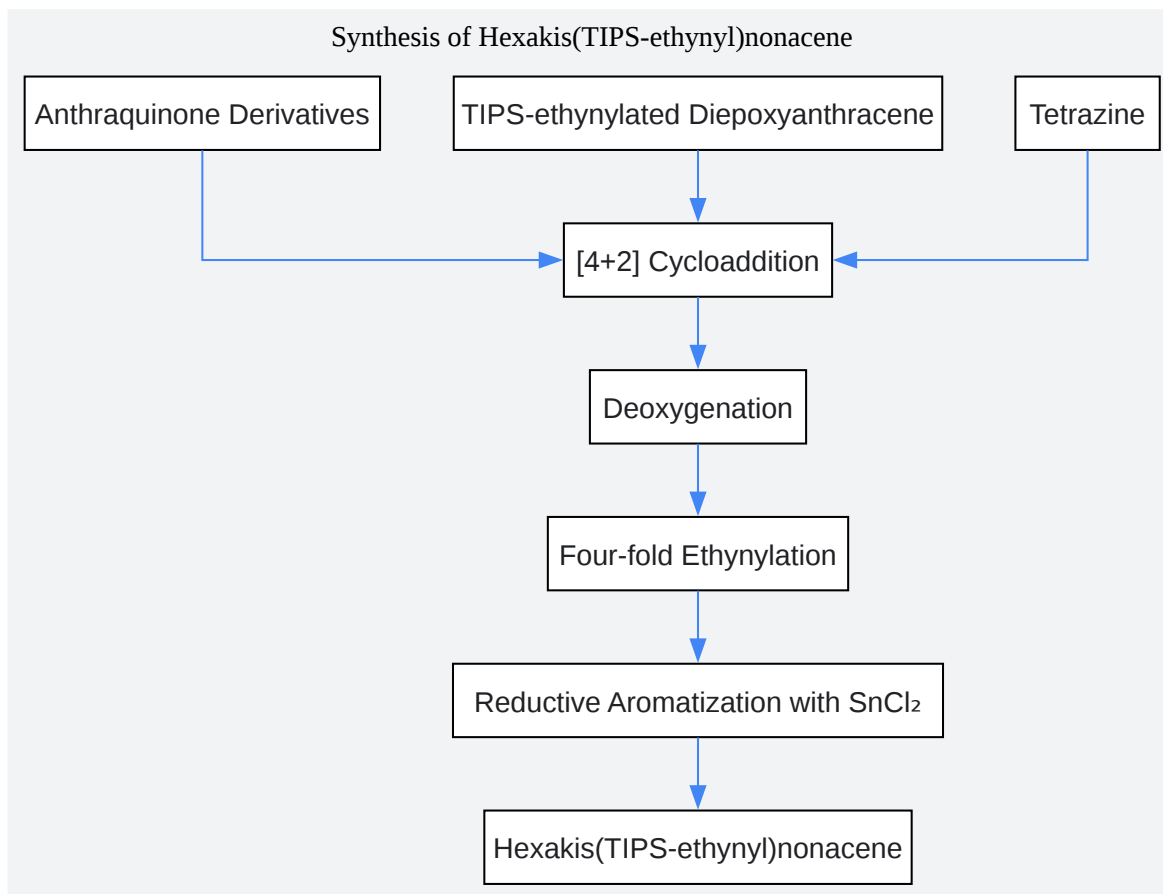 Synthesis of Hexakis(TIPS-ethynyl)nonacene
Anthraquinone Derivatives
TIPS-ethynylated Diepoxyanthracene
Tetrazine
[4+2] Cycloaddition
Deoxygenation
Four-fold Ethynylation
Reductive Aromatization with SnCl₂
Hexakis(TIPS-ethynyl)nonacene